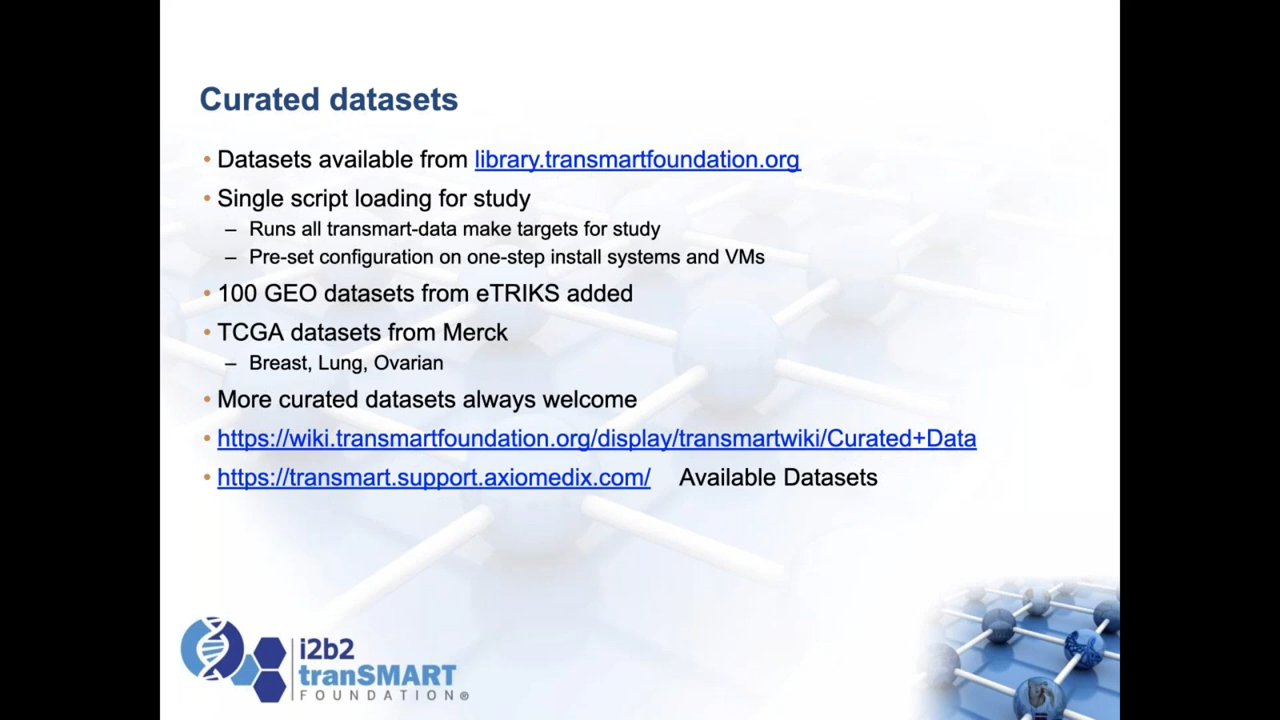 Curated datasets
• Datasets available from library.transmartfoundation.org
• Single script loading for study
– Runs all transmart-data make targets for study
– Pre-set configuration on one-step install systems and VMs
• 100 GEO datasets from eTRIKS added
• TCGA datasets from Merck
– Breast, Lung, Ovarian
• More curated datasets always welcome
• https://wiki.transmartfoundation.org/display/transmartwiki/Curated+Data
• https://transmart.support.axiomedix.com/ Available Datasets
i2b2
tranSMART
FOUNDATION®